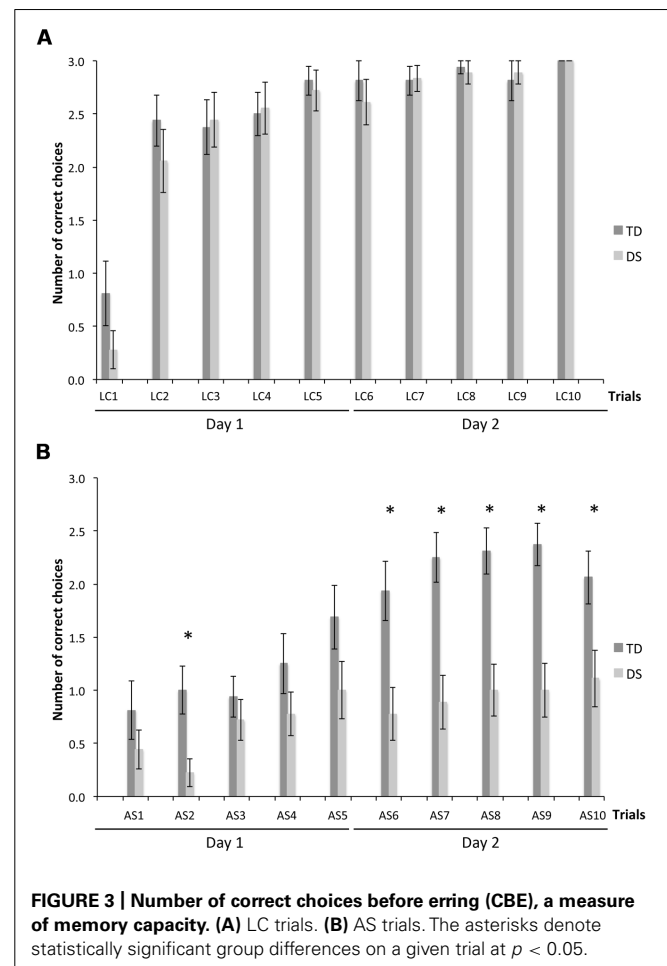 A
3.0
2.5
2.0
1.5
1.0
0.5
0.0
Number of correct choices
TD
DS
LC1 LC2 LC3 LC4 LC5 LC6 LC7 LC8 LC9 LC10 Trials
Day 1 Day 2
B
3.0
2.5
2.0
1.5
1.0
0.5
0.0
Number of correct choices
* * * * * *
TD
DS
AS1 AS2 AS3 AS4 AS5 AS6 AS7 AS8 AS9 AS10 Trials
Day 1 Day 2
FIGURE 3 | Number of correct choices before erring (CBE), a measure
of memory capacity. (A) LC trials. (B) AS trials. The asterisks denote
statistically significant group differences on a given trial at p < 0.05.